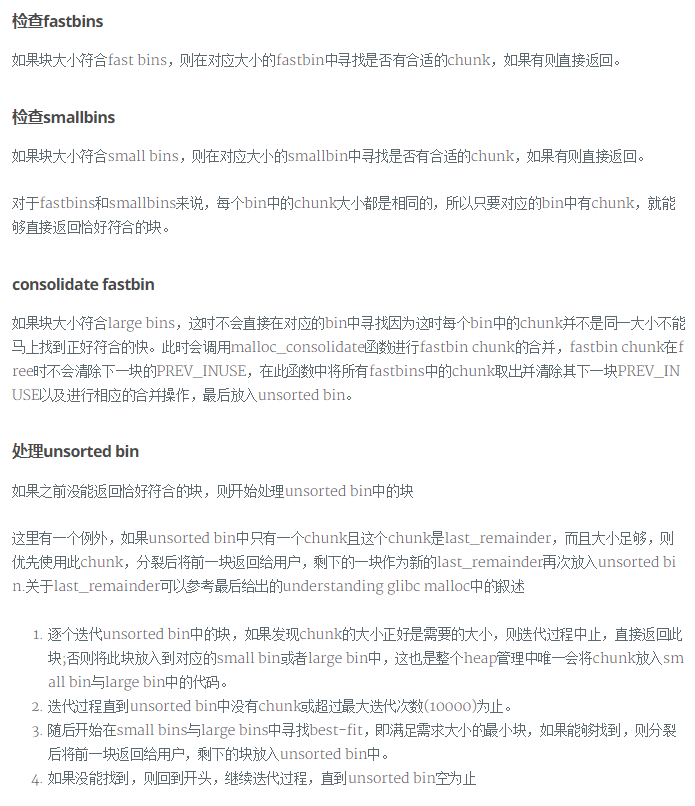 检查fastbins
如果块大小符合fast bins，则在对应大小的fastbin中寻找是否有合适的chunk，如果有则直接返回。
检查smallbins
如果块大小符合small bins，则在对应大小的smallbin中寻找是否有合适的chunk，如果有则直接返回。
对于fastbins和smallbins来说，每个bin中的chunk大小都是相同的，所以只要对应的bin中有chunk，就能
够直接返回恰好符合的块。
consolidate fastbin
如果块大小符合large bins，这时不会直接在对应的bin中寻找因为这时每个bin中的chunk并不是同一大小不能
马上找到正好符合的快。此时会调用malloc_consolidate函数进行fastbin chunk的合并，fastbin chunk在f
ree时不会清除下一块的PREV_INUSE，在此函数中将所有fastbins中的chunk取出并清除其下一块PREV_IN
USE以及进行相应的合并操作，最后放入unsorted bin。
处理unsorted bin
如果之前没能返回恰好符合的块，则开始处理unsorted bin中的块
这里有一个例外，如果unsorted bin中只有一个chunk且这个chunk是last_remainder，而且大小足够，则
优先使用此chunk，分裂后将前一块返回给用户，剩下的一块作为新的last_remainder再次放入unsorted bi
n.关于last_remainder可以参考最后给出的understanding glibc malloc中的叙述
1. 逐个迭代unsorted bin中的块，如果发现chunk的大小正好是需要的大小，则迭代过程中止，直接返回此
块;否则将此块放入到对应的small bin或者large bin中，这也是整个heap管理中唯一会将chunk放入sm
all bin与large bin中的代码。
2. 迭代过程直到unsorted bin中没有chunk或超过最大迭代次数(10000)为止。
3. 随后开始在small bins与large bins中寻找best-fit，即满足需求大小的最小块，如果能够找到，则分裂
后将前一块返回给用户，剩下的块放入unsorted bin中。
4. 如果没能找到，则回到开头，继续迭代过程，直到unsorted bin空为止